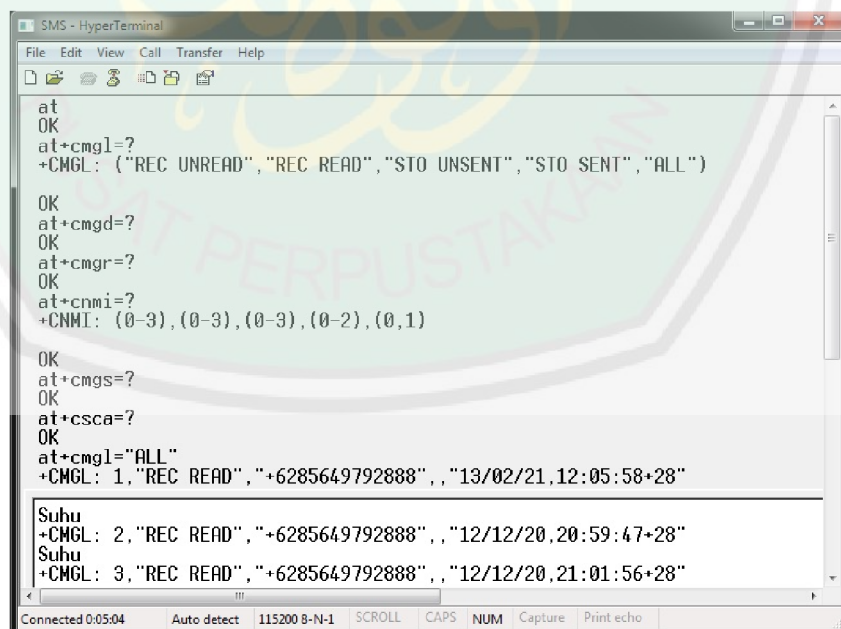 SMS - HyperTerminal
File Edit View Call Transfer Help
at
OK
at+cmgl=?
+CMGL: ("REC UNREAD","REC READ","STO UNSENT","STO SENT","ALL")
OK
at+cmgd=?
OK
at+cmgr=?
OK
at+cnmi=?
+CNMI: (0-3),(0-3),(0-3),(0-2),(0,1)
OK
at+cmgs=?
OK
at+csca=?
OK
at+cmgl="ALL"
+CMGL: 1,"REC READ","+6285649792888",,"13/02/21,12:05:58+28"
Suhu
+CMGL: 2,"REC READ","+6285649792888",,"12/12/20,20:59:47+28"
Suhu
+CMGL: 3,"REC READ","+6285649792888",,"12/12/20,21:01:56+28"
Connected 0:05:04 Auto detect 115200 8-N-1 SCROLL CAPS NUM Capture Print echo
PUSAT PERPUSTAKAAN